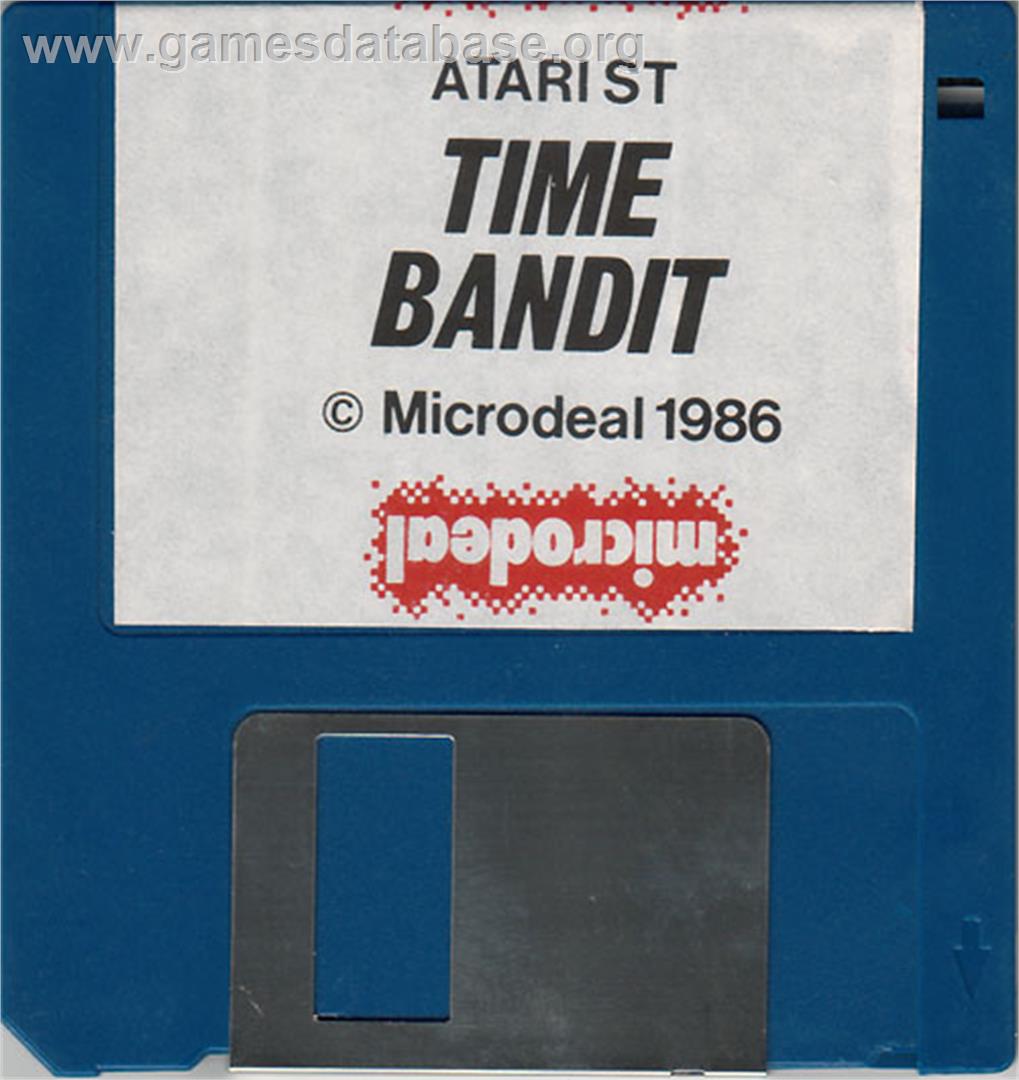 www.gamesdatabase.org
ATARI ST
TIME
BANDIT
© Microdeal 1986
microdeal